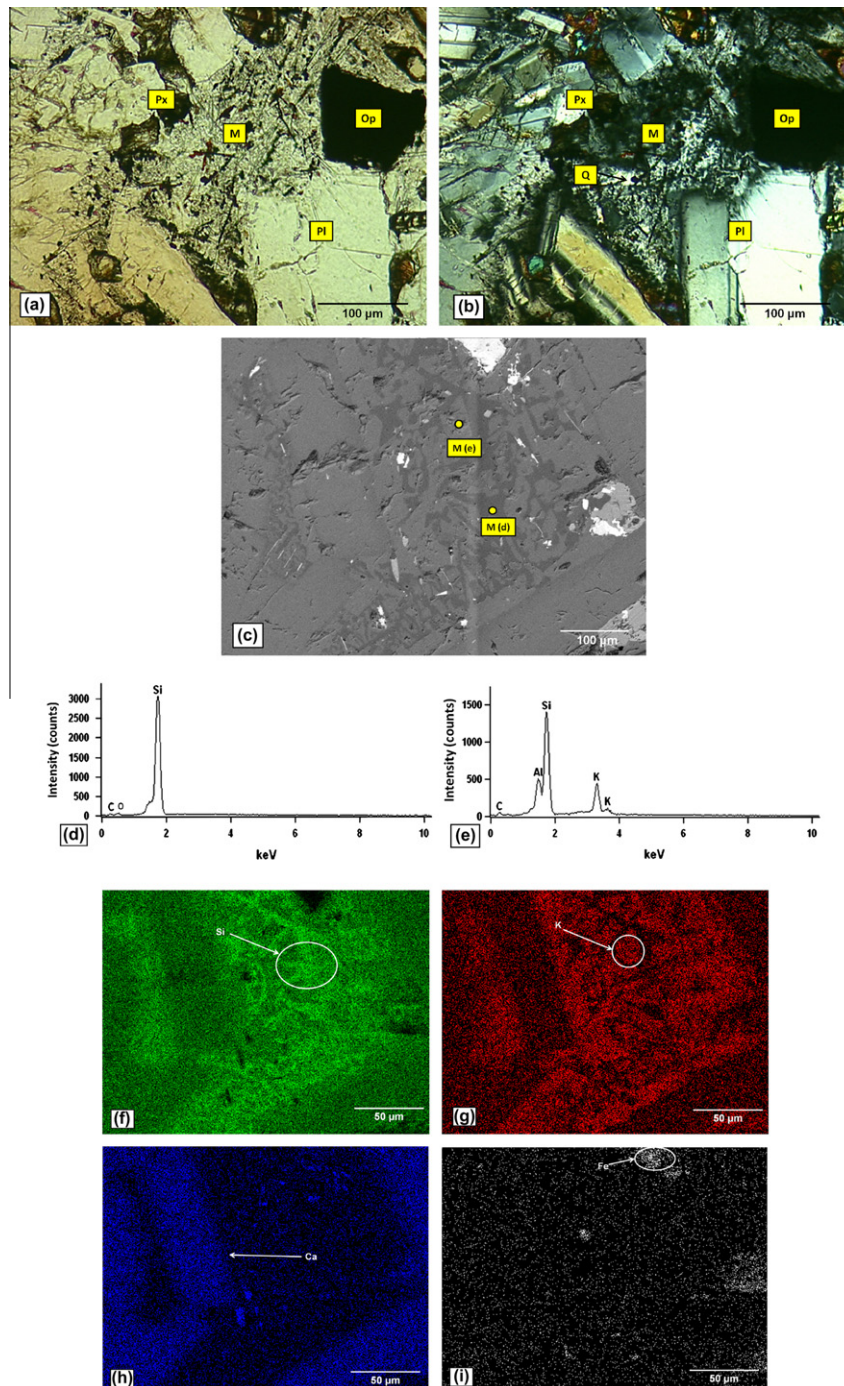 Px
M
Op
Pl
(a)
100 µm
Px
M
Op
Q
Pl
(b)
100 µm
M (e)
M (d)
(c)
100 µm
Intensity (counts)
3000
2500
2000
1500
1000
500
0
Si
C O
0 2 4 6 8 10
keV
(d)
Intensity (counts)
1500
1000
500
0
Si
Al
K
K
C
0 2 4 6 8 10
keV
(e)
Si
50 µm
(f)
K
50 µm
(g)
Ca
50 µm
(h)
Fe
50 µm
(i)